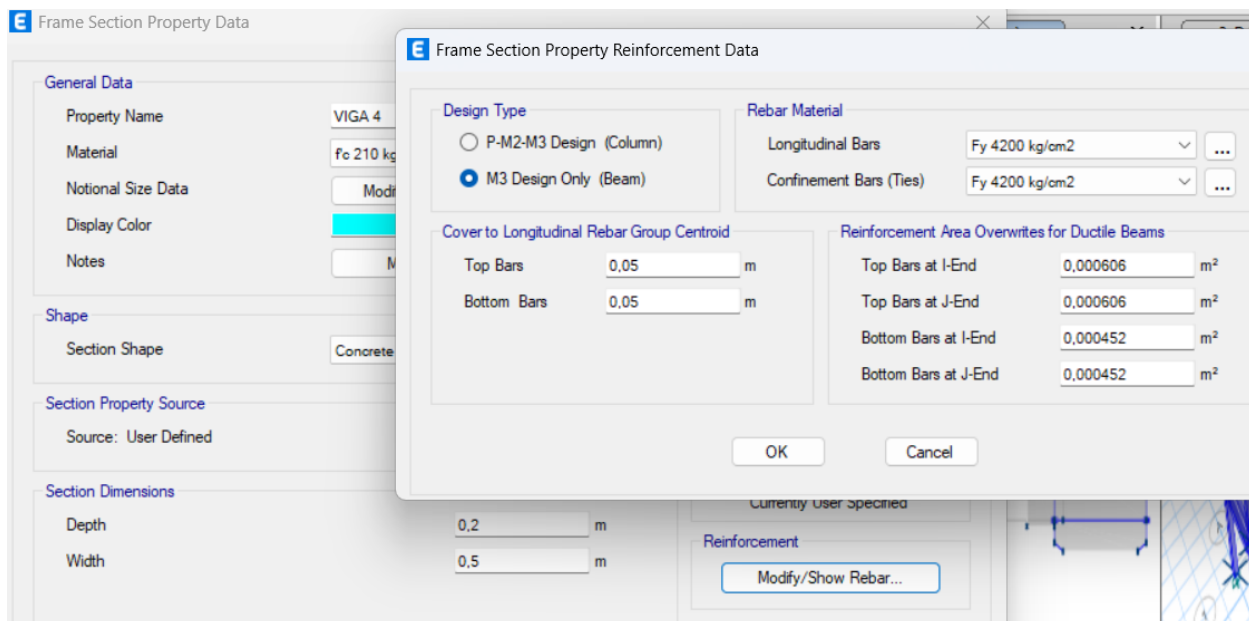 Frame Section Property Data
General Data
Property Name VIGA 4
Material f'c 210 kg
Notional Size Data
Display Color
Notes
Shape
Section Shape Concrete
Section Property Source
Source: User Defined
Section Dimensions
Depth 0,2 m
Width 0,5 m
Frame Section Property Reinforcement Data
Design Type
P-M2-M3 Design (Column)
M3 Design Only (Beam)
Rebar Material
Longitudinal Bars Fy 4200 kg/cm2 ...
Confinement Bars (Ties) Fy 4200 kg/cm2 ...
Cover to Longitudinal Rebar Group Centroid
Top Bars 0,05 m
Bottom Bars 0,05 m
Reinforcement Area Overwrites for Ductile Beams
Top Bars at I-End 0,000606 m²
Top Bars at J-End 0,000606 m²
Bottom Bars at I-End 0,000452 m²
Bottom Bars at J-End 0,000452 m²
OK Cancel
Currently User Specified
Reinforcement
Modify/Show Rebar...